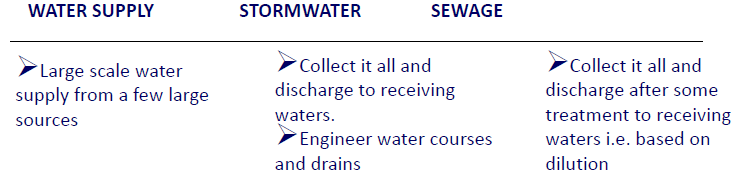 WATER SUPPLY STORMWATER SEWAGE
➢Large scale water
supply from a few large
sources
➢Collect it all and
discharge to receiving
waters.
➢Engineer water courses
and drains
➢Collect it all and
discharge after some
treatment to receiving
waters i.e. based on
dilution